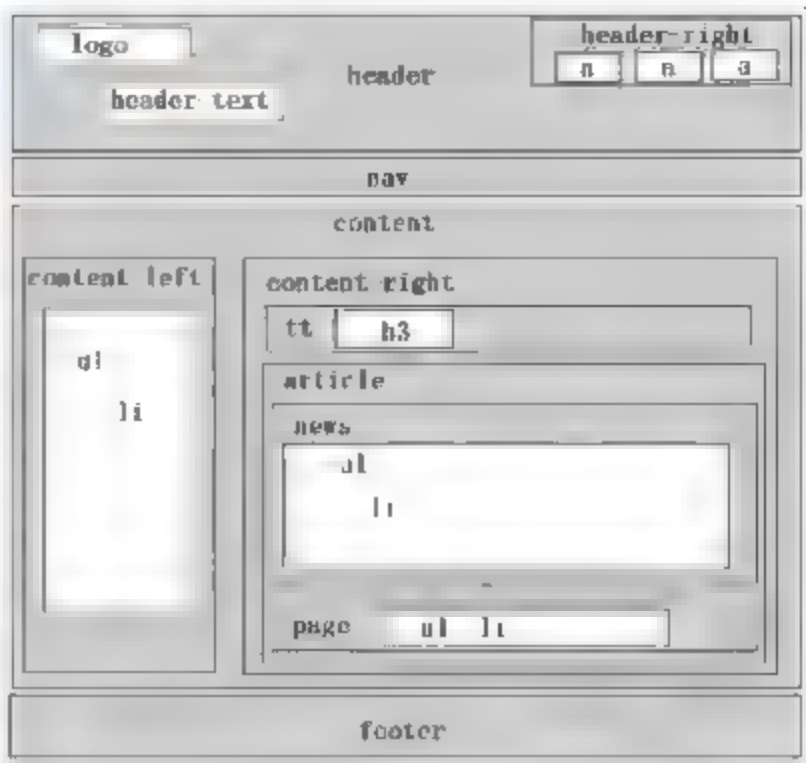 logo
header-right
header
a a a
header text
nav
content
content left
content right
tt h3
ul
article
li
news
ul
li
page ul li
footer